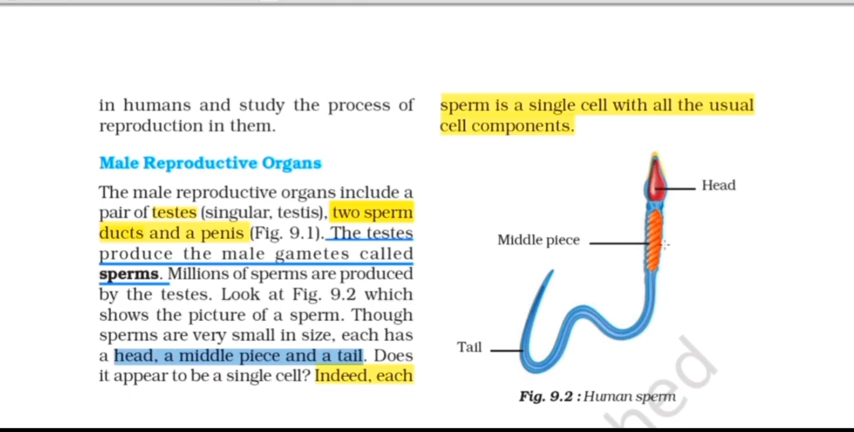 in humans and study the process of
reproduction in them.
Male Reproductive Organs
The male reproductive organs include a
pair of testes (singular, testis), two sperm
ducts and a penis (Fig. 9.1). The testes
produce the male gametes called
sperms. Millions of sperms are produced
by the testes. Look at Fig. 9.2 which
shows the picture of a sperm. Though
sperms are very small in size, each has
a head, a middle piece and a tail. Does
it appear to be a single cell? Indeed, each
sperm is a single cell with all the usual
cell components.
Head
Middle piece
Tail
Fig. 9.2 : Human sperm
hed